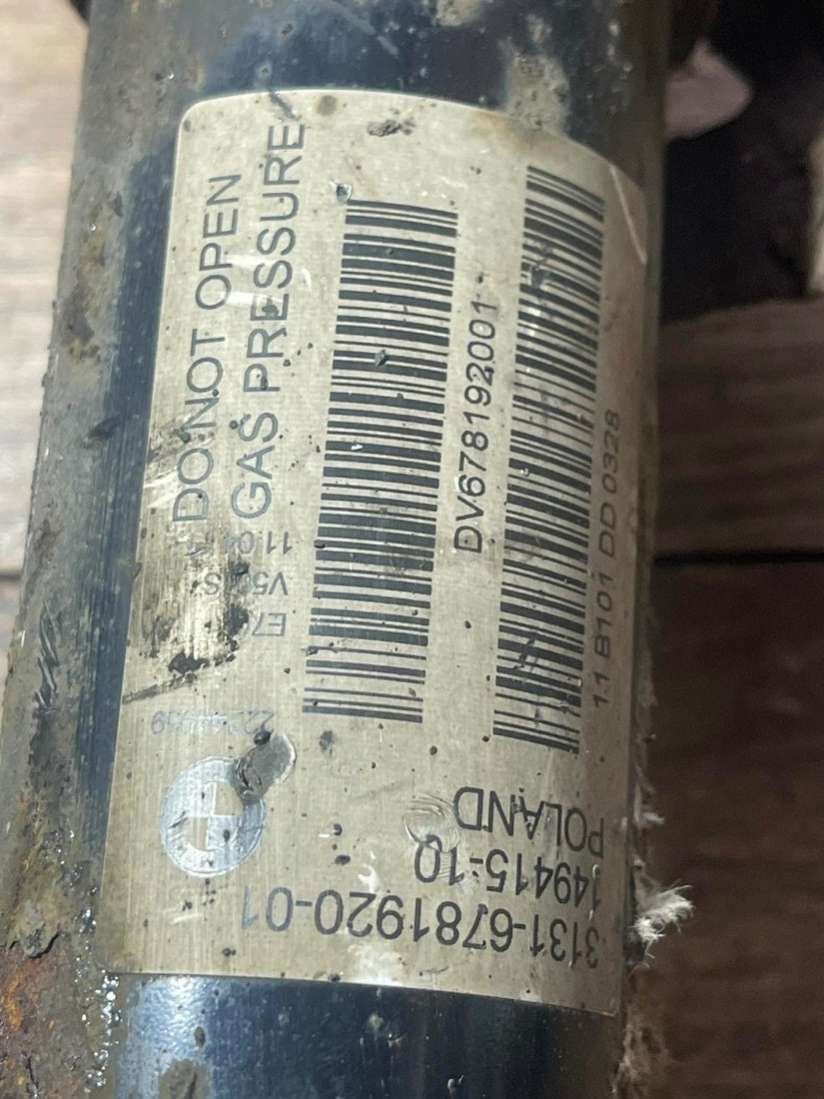 DO NOT OPEN
GAS PRESSURE
DV678192001
11 B101 DD 0328
3131-6781920-01
149415-10
POLAND